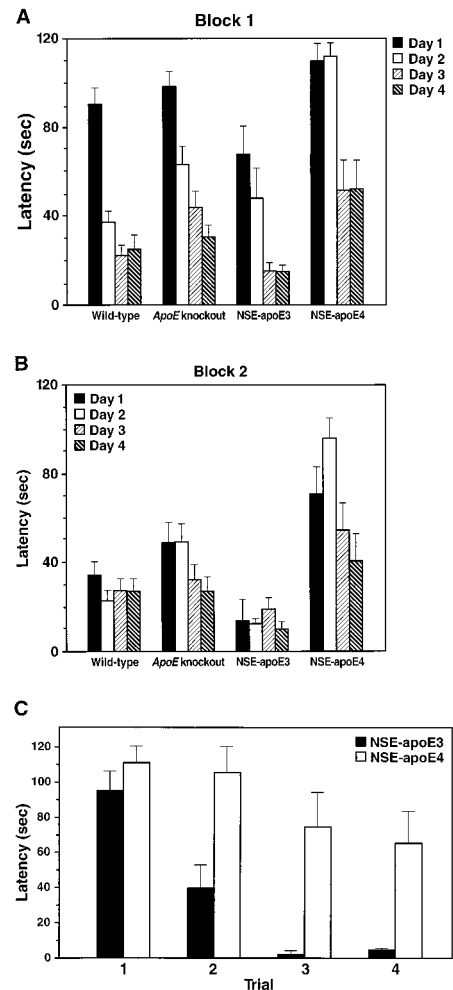 A
Block 1
120
80
40
0
Latency (sec)
Day 1
Day 2
Day 3
Day 4
Wild-type
ApoE knockout
NSE-apoE3
NSE-apoE4
B
Block 2
120
80
40
0
Latency (sec)
Day 1
Day 2
Day 3
Day 4
Wild-type
ApoE knockout
NSE-apoE3
NSE-apoE4
C
120
100
80
60
40
20
0
Latency (sec)
NSE-apoE3
NSE-apoE4
1 2 3 4
Trial